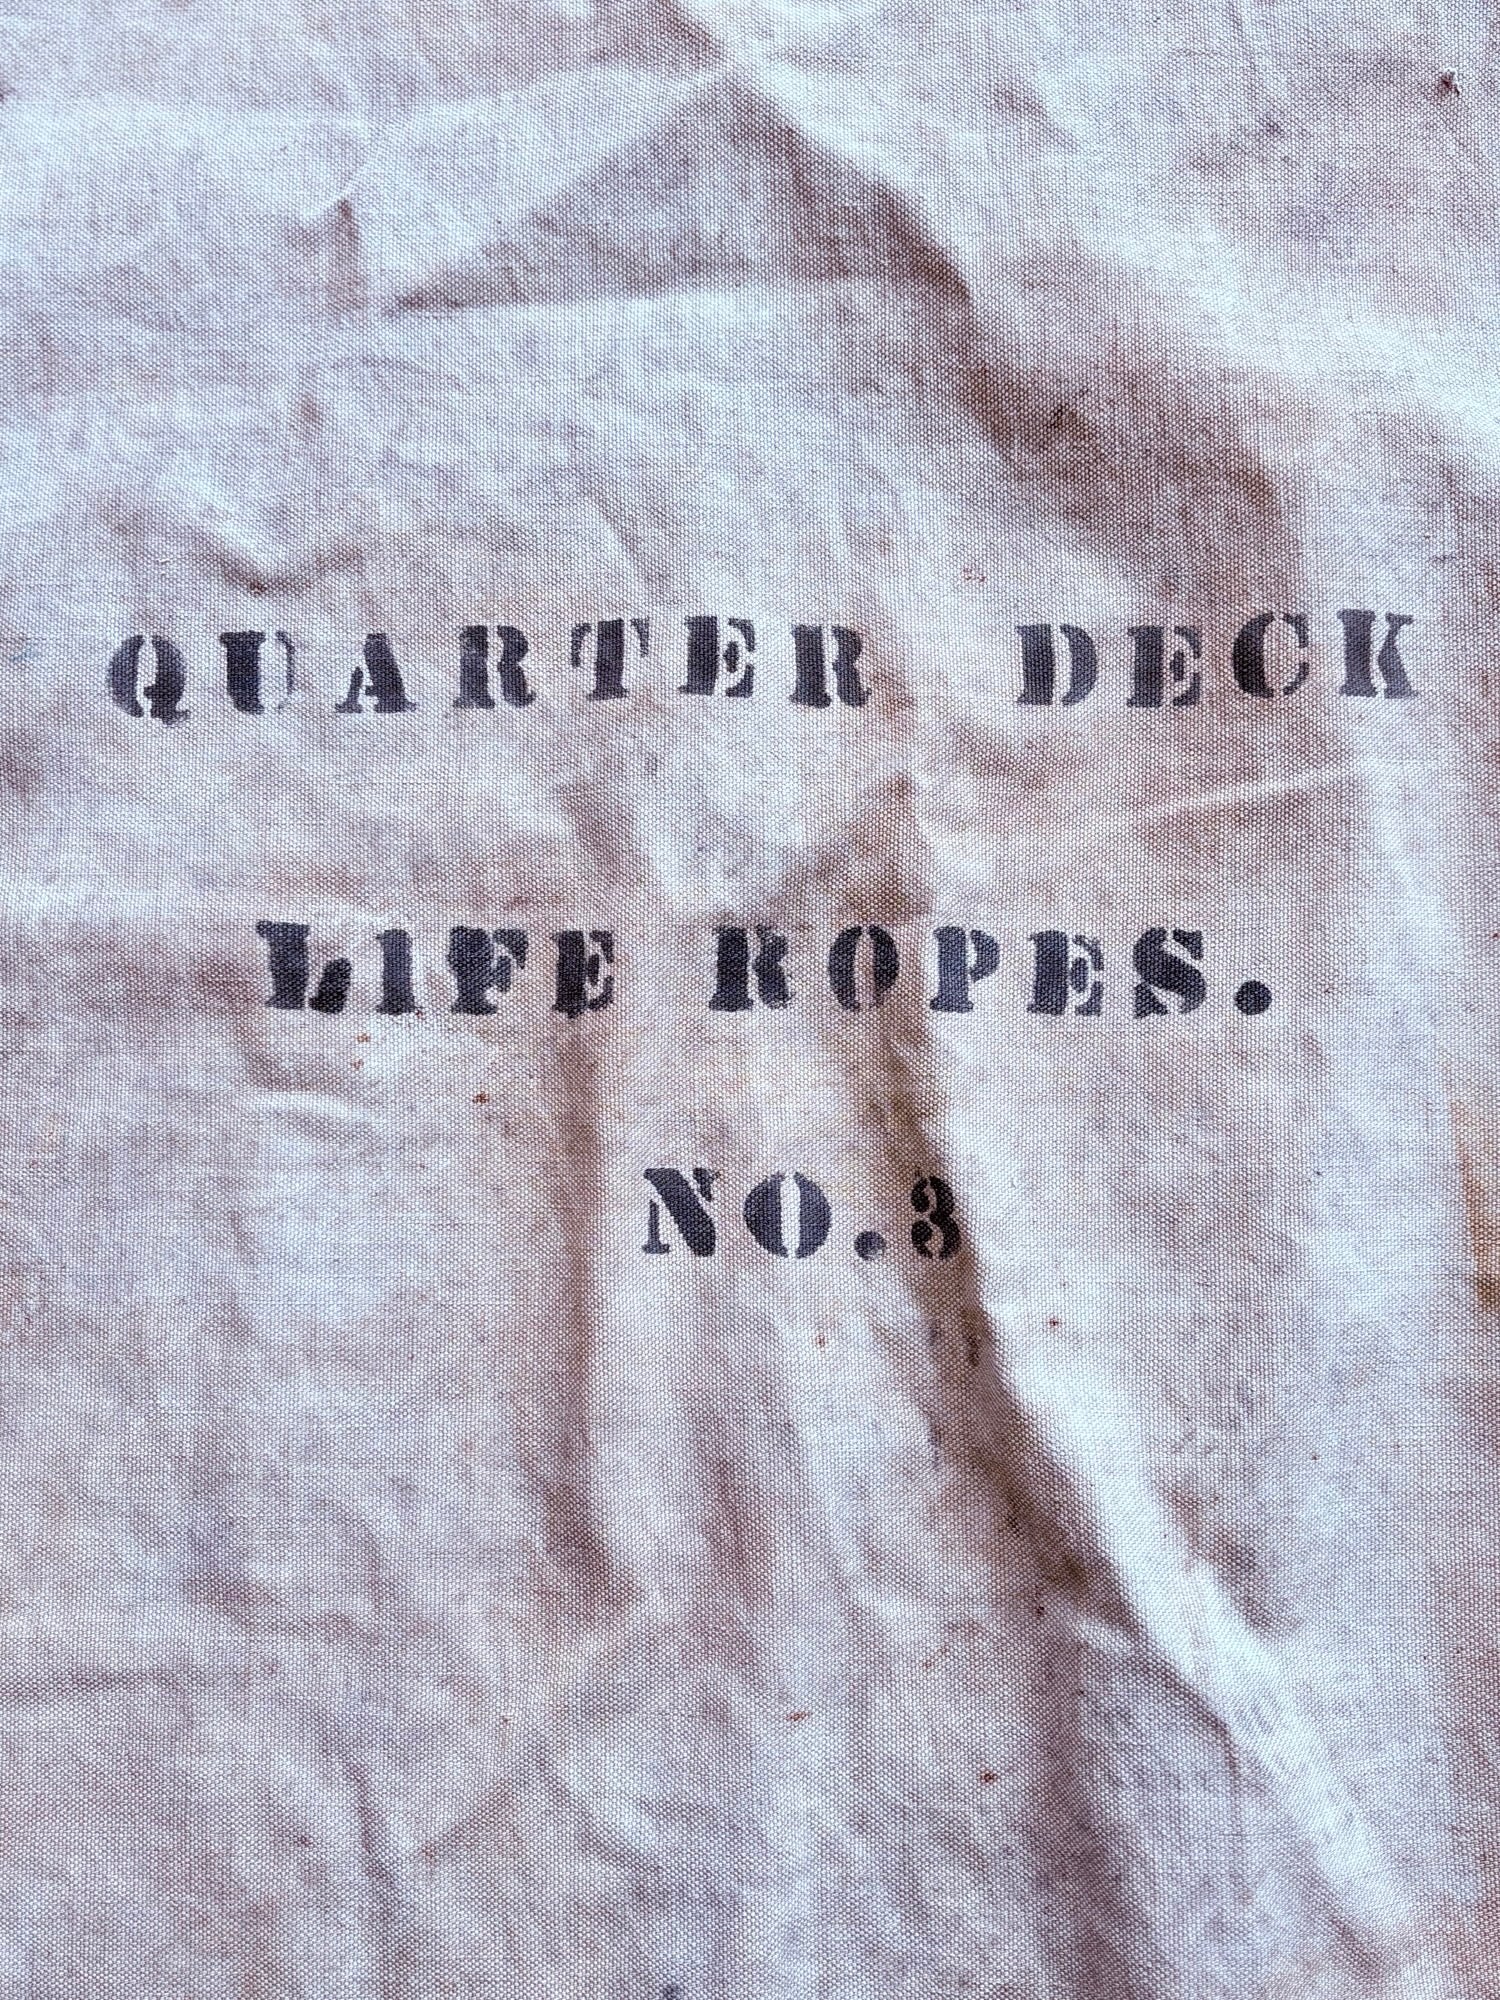 QUARTER DECK
LIFE ROPES.
NO.3